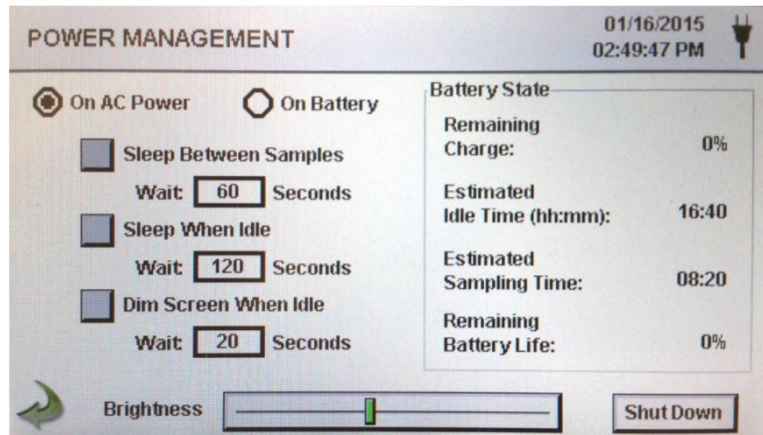 POWER MANAGEMENT
01/16/2015
02:49:47 PM
On AC Power
On Battery
Sleep Between Samples
Wait: 60 Seconds
Sleep When Idle
Wait: 120 Seconds
Dim Screen When Idle
Wait: 20 Seconds
Battery State
Remaining
Charge: 0%
Estimated
Idle Time (hh:mm): 16:40
Estimated
Sampling Time: 08:20
Remaining
Battery Life: 0%
Brightness
Shut Down